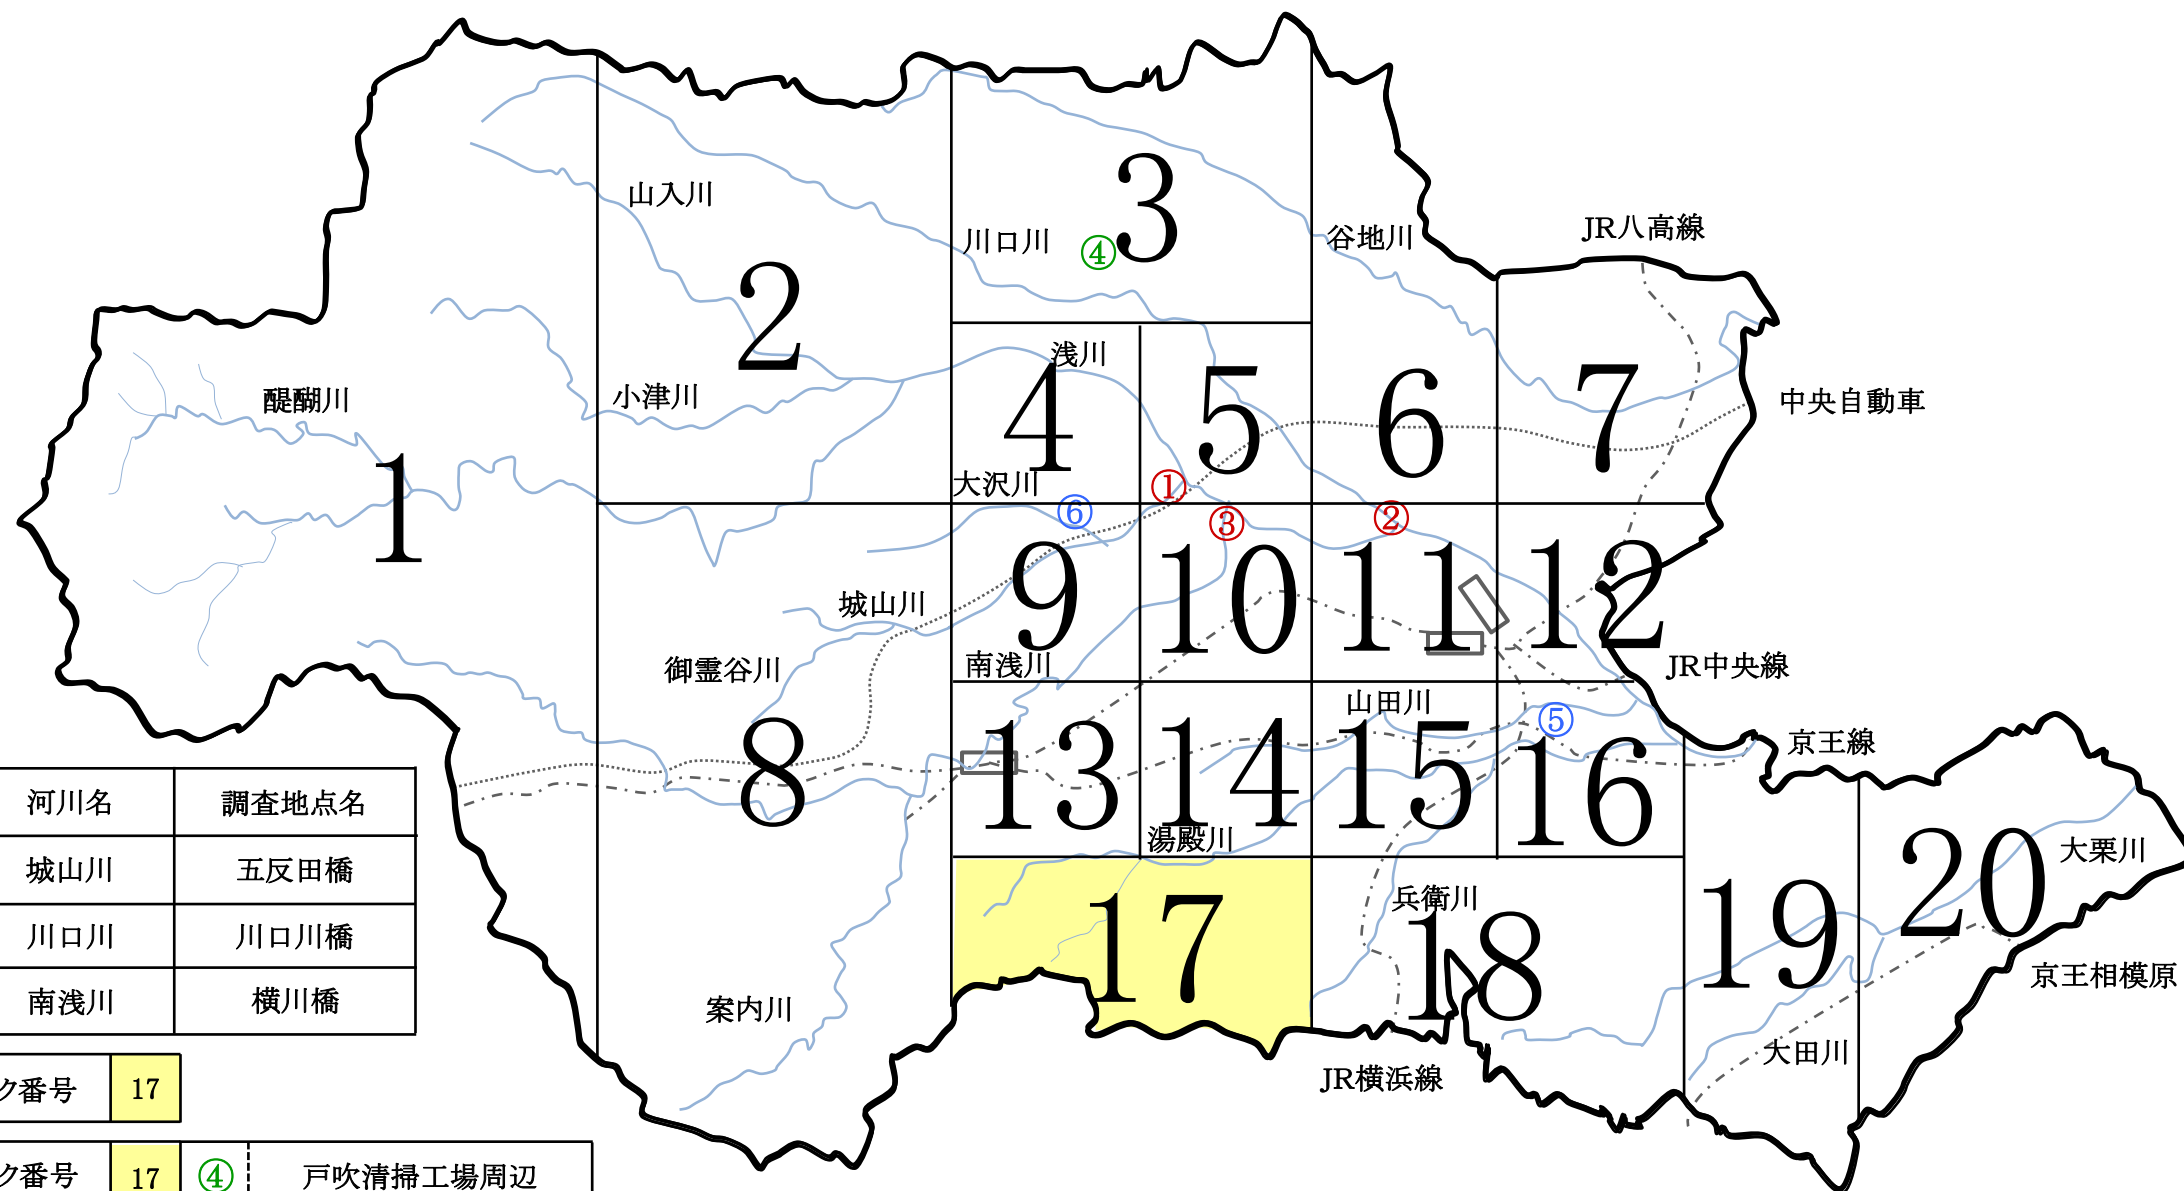 3
山入川
JR八高線
川口川
④
谷地川
2
浅川
醍醐川
小津川
4
5
6
7
中央自動車
1
大沢川
①
⑥
③
②
9
10
11
12
城山川
御霊谷川
南浅川
JR中央線
山田川
⑤
8
13
14
15
16
京王線
湯殿川
河川名 調査地点名
城山川 五反田橋
川口川 川口川橋
南浅川 横川橋
17
兵衛川
18
19
20
大栗川
京王相模原
案内川
大田川
JR横浜線
ク番号 17
ク番号 17 ④ 戸吹清掃工場周辺